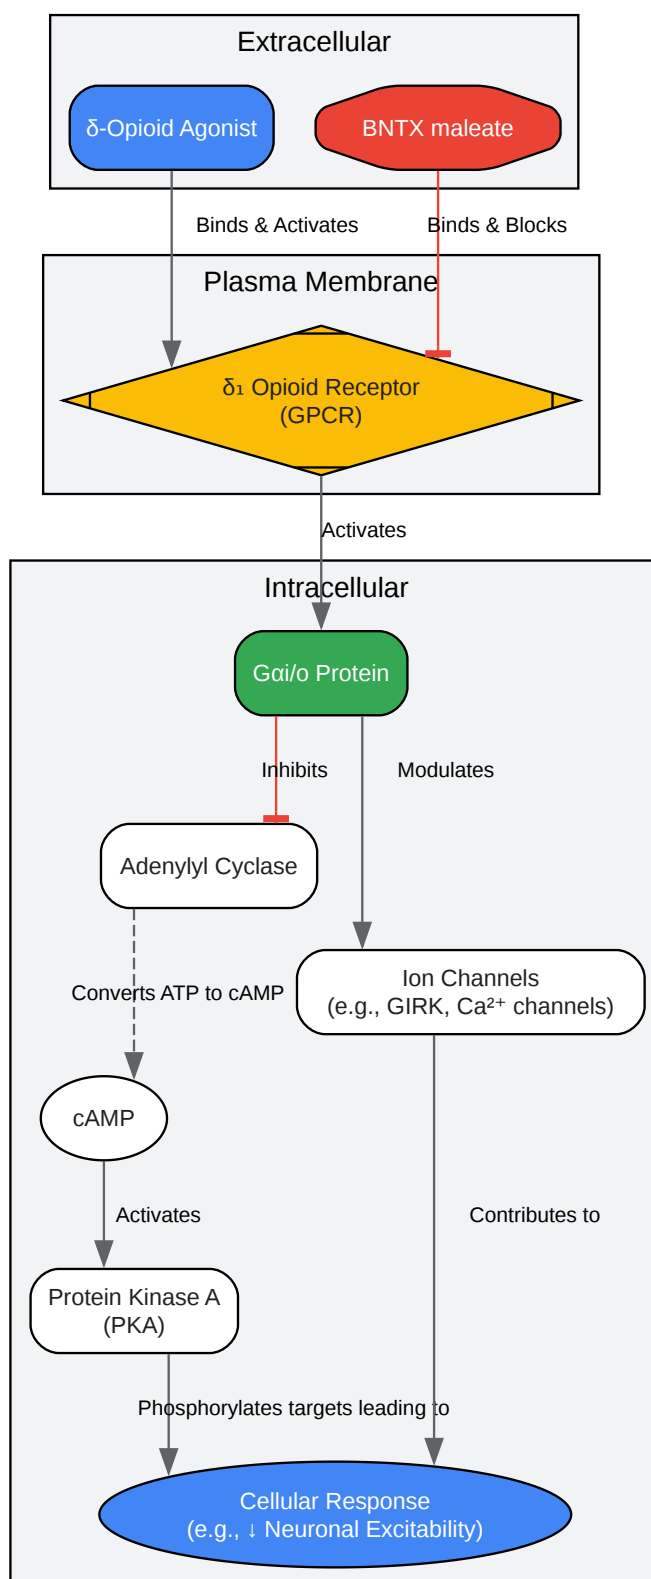 Extracellular
δ-Opioid Agonist
BNTX maleate
Binds & Activates
Binds & Blocks
Plasma Membrane
δ₁ Opioid Receptor
(GPCR)
Activates
Intracellular
Gαi/o Protein
Inhibits
Modulates
Adenylyl Cyclase
Ion Channels
(e.g., GIRK, Ca²⁺ channels)
Converts ATP to cAMP
cAMP
Activates
Contributes to
Protein Kinase A
(PKA)
Phosphorylates targets leading to
Cellular Response
(e.g., ↓ Neuronal Excitability)